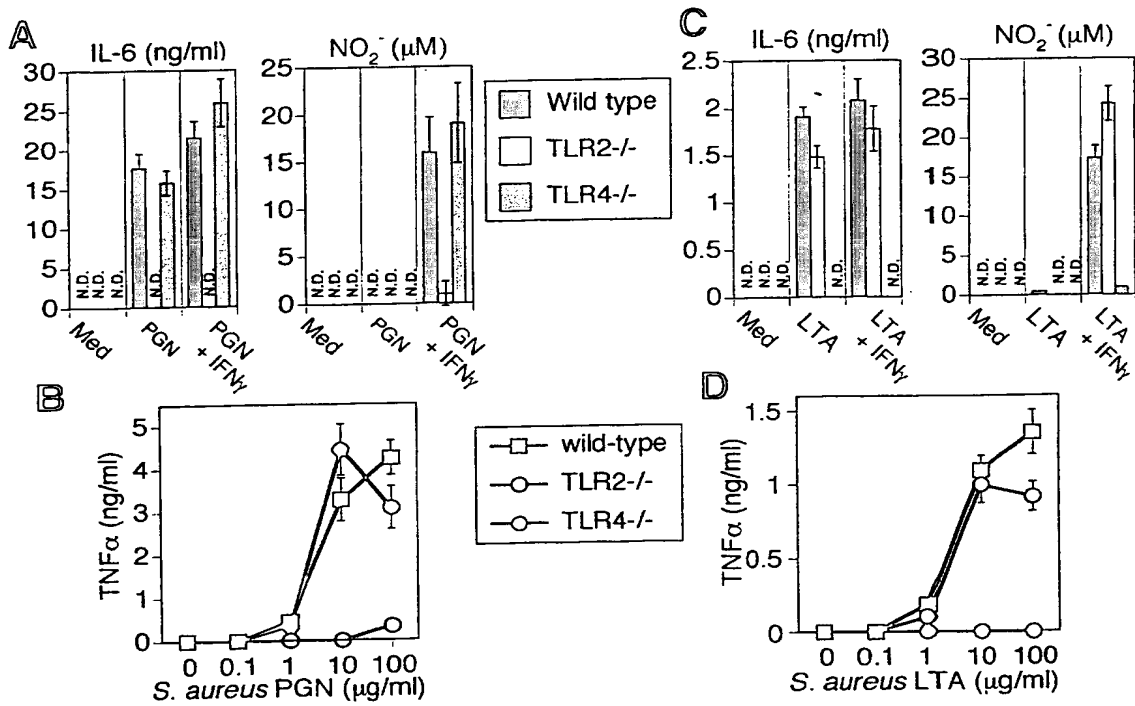 A
IL-6 (ng/ml)
NO2- (μM)
30
25
20
15
10
5
0
N.D. N.D. N.D. N.D. N.D.
Med
PGN
PGN + IFNγ
25
20
15
10
5
0
N.D. N.D. N.D. N.D. N.D. N.D.
Med
PGN
PGN + IFNγ
Wild type
TLR2-/-
TLR4-/-
C
IL-6 (ng/ml)
NO2- (μM)
2.5
2
1.5
1
0.5
0
N.D. N.D. N.D. N.D. N.D.
Med
LTA
LTA + IFNγ
30
25
20
15
10
5
0
N.D. N.D. N.D. N.D. N.D.
Med
LTA
LTA + IFNγ
B
TNFα (ng/ml)
5
4
3
2
1
0
0 0.1 1 10 100
S. aureus PGN (μg/ml)
wild-type
TLR2-/-
TLR4-/-
D
TNFα (ng/ml)
1.5
1
0.5
0
0 0.1 1 10 100
S. aureus LTA (μg/ml)